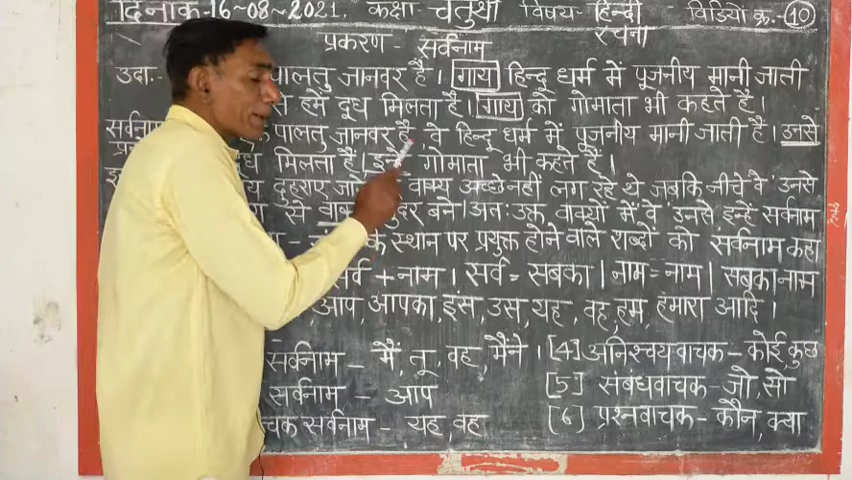 दिनाक-16-08-2021. कक्षा-चतुर्थी विषय-हिन्दी रचना - विडियो क्र.-10
प्रकरण- सर्वनाम
उदा:- पालतु जानवर है। गाय हिन्दू धर्म में पूजनीय मानी जाती
से हमें दूध मिलता है। गाय को गोमाता भी कहते है।
सर्वनाम पालतु जानवर है, वे हिन्दू धर्म में पूजनीय मानी जाती है। उनसे
दूध मिलता है। इन्हें गोमाता भी कहते हैं।
दुहराए वाक्य अच्छे नहीं लग रहे थे जबकि नीचे वे उनसे
से बने। अत: उक्त वाक्यों में वे उनसे इन्हें सर्वनाम है
के स्थान पर प्रयुक्त होने वाले शब्दों को सर्वनाम कहा
सर्व + नाम। सर्व = सबका। नाम = नाम। सबका नाम
आप, आपका, इस, उस, यह, वह, हम, हमारा आदि।
सर्वनाम - मैं, तू, वह, मैंने। [4] अनिश्चयवाचक - कोई, कुछ
सर्वनाम - आप [5] संबंधवाचक - जो, सो
चक सर्वनाम - यह, वह [6] प्रश्नवाचक - कौन, क्या